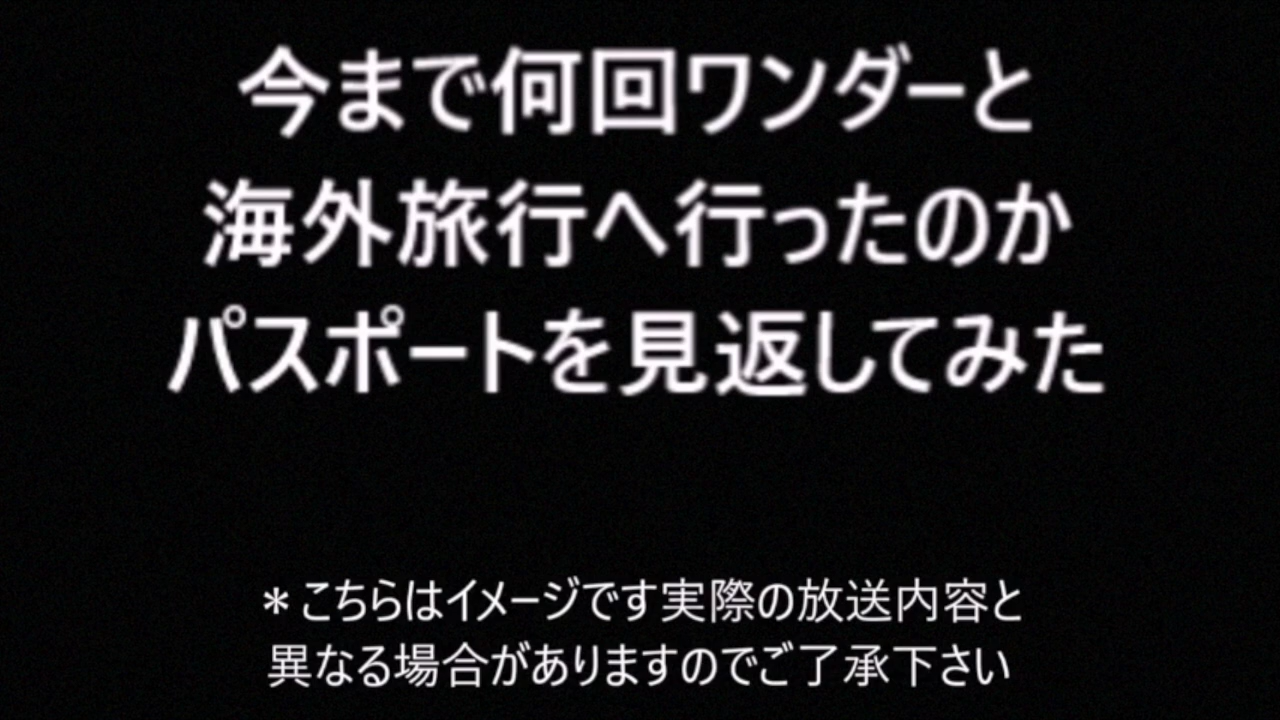 今まで何回ワンダーと
海外旅行へ行ったのか
パスポートを見返してみた
＊こちらはイメージです実際の放送内容と
異なる場合がありますのでご了承下さい